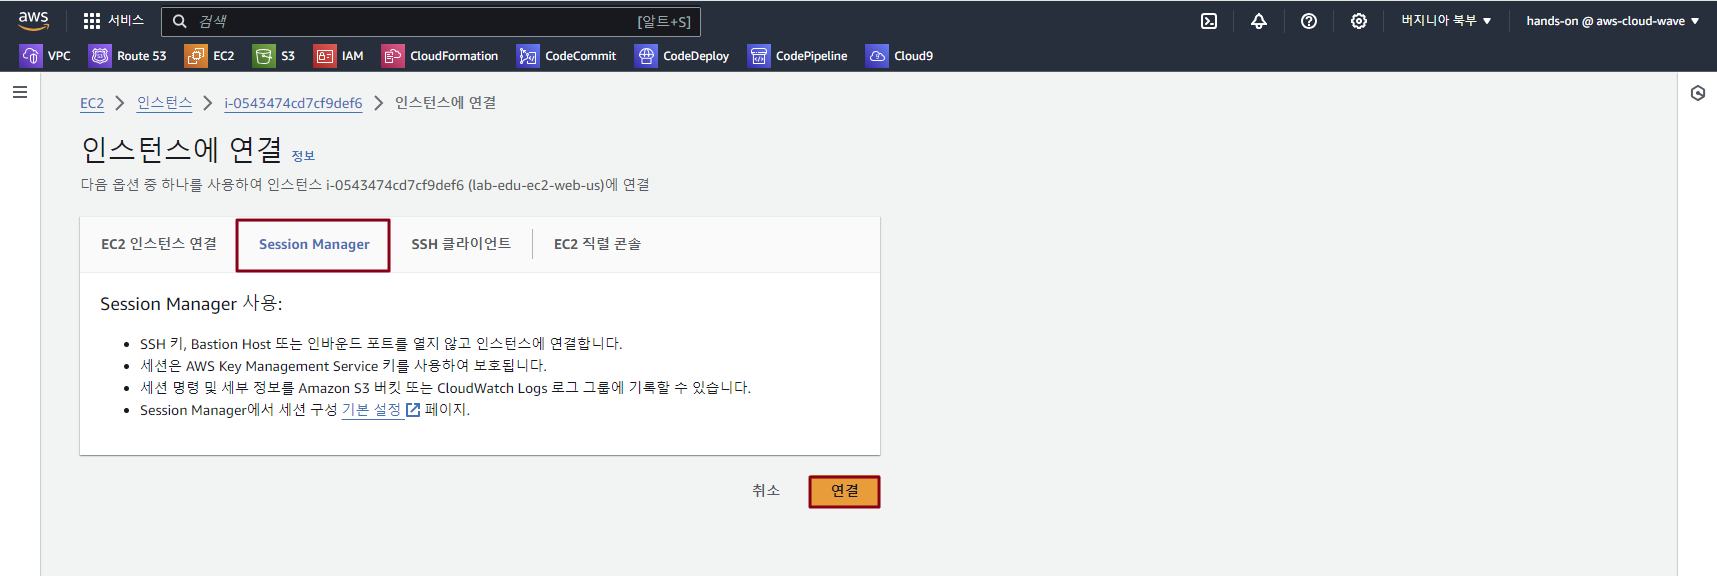 aws 서비스 검색 [알트+S] 버지니아 북부 ▼ hands-on @ aws-cloud-wave ▼
VPC Route 53 EC2 S3 IAM CloudFormation CodeCommit CodeDeploy CodePipeline Cloud9
EC2 > 인스턴스 > i-0543474cd7cf9def6 > 인스턴스에 연결
인스턴스에 연결 정보
다음 옵션 중 하나를 사용하여 인스턴스 i-0543474cd7cf9def6 (lab-edu-ec2-web-us)에 연결
EC2 인스턴스 연결 Session Manager SSH 클라이언트 EC2 직렬 콘솔
Session Manager 사용:
• SSH 키, Bastion Host 또는 인바운드 포트를 열지 않고 인스턴스에 연결합니다.
• 세션은 AWS Key Management Service 키를 사용하여 보호됩니다.
• 세션 명령 및 세부 정보를 Amazon S3 버킷 또는 CloudWatch Logs 로그 그룹에 기록할 수 있습니다.
• Session Manager에서 세션 구성 기본 설정 페이지.
취소 연결